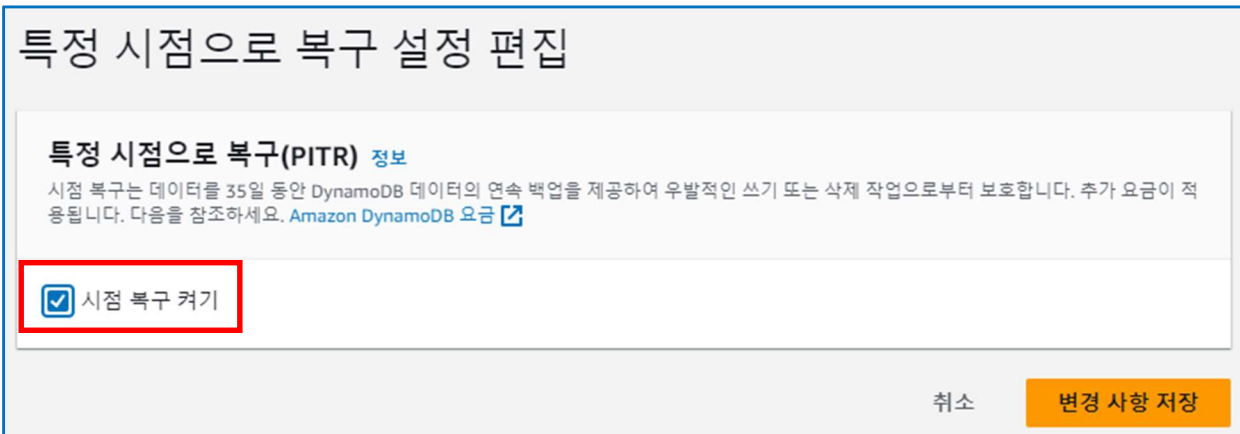 특정 시점으로 복구 설정 편집
특정 시점으로 복구(PITR) 정보
시점 복구는 데이터를 35일 동안 DynamoDB 데이터의 연속 백업을 제공하여 우발적인 쓰기 또는 삭제 작업으로부터 보호합니다. 추가 요금이 적
용됩니다. 다음을 참조하세요. Amazon DynamoDB 요금
시점 복구 켜기
취소 변경 사항 저장